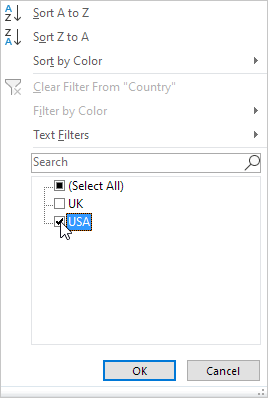 Sort A to Z
Sort Z to A
Sort by Color
Clear Filter From "Country"
Filter by Color
Text Filters
Search
(Select All)
UK
USA
OK Cancel